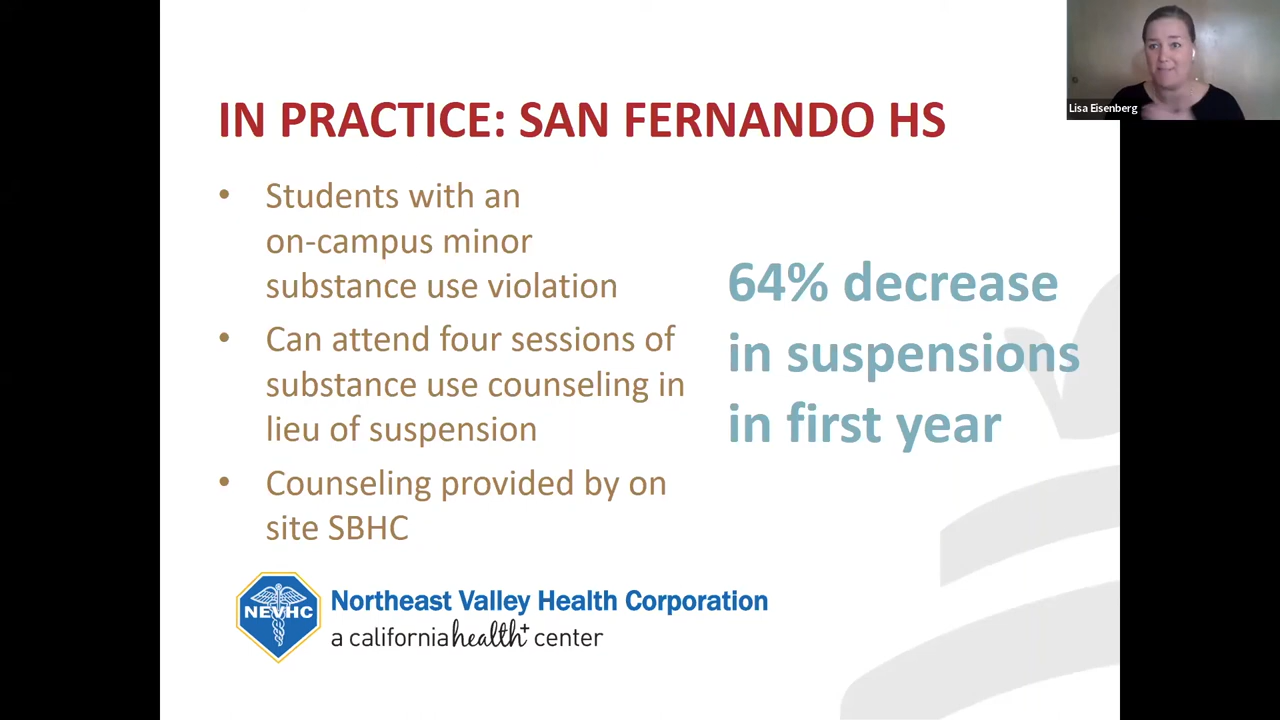 IN PRACTICE: SAN FERNANDO HS
• Students with an
on-campus minor
substance use violation
• Can attend four sessions of
substance use counseling in
lieu of suspension
• Counseling provided by on
site SBHC
64% decrease
in suspensions
in first year
NEVHC
Northeast Valley Health Corporation
a californiahealth+ center
Lisa Eisenberg